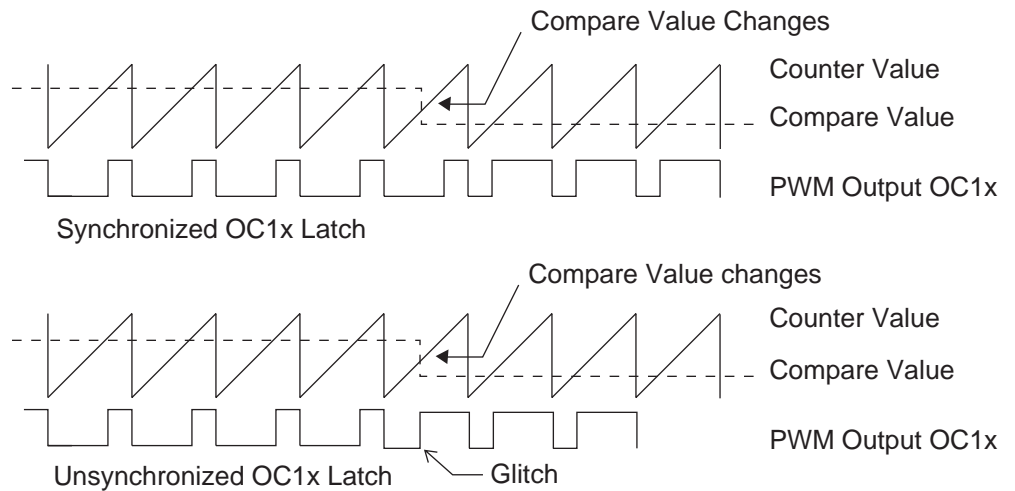 Compare Value Changes
Counter Value
Compare Value
PWM Output OC1x
Synchronized OC1x Latch
Compare Value changes
Counter Value
Compare Value
PWM Output OC1x
Unsynchronized OC1x Latch
Glitch